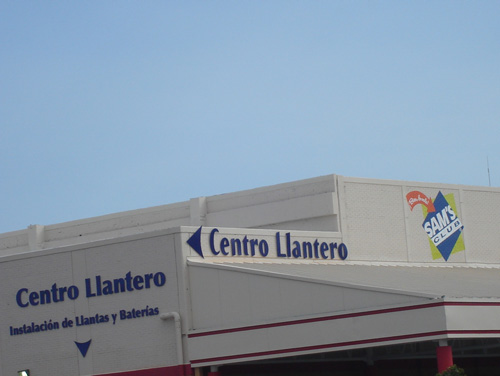 Centro Llantero
SAM'S
CLUB
Centro Llantero
Instalación de Llantas y Baterías